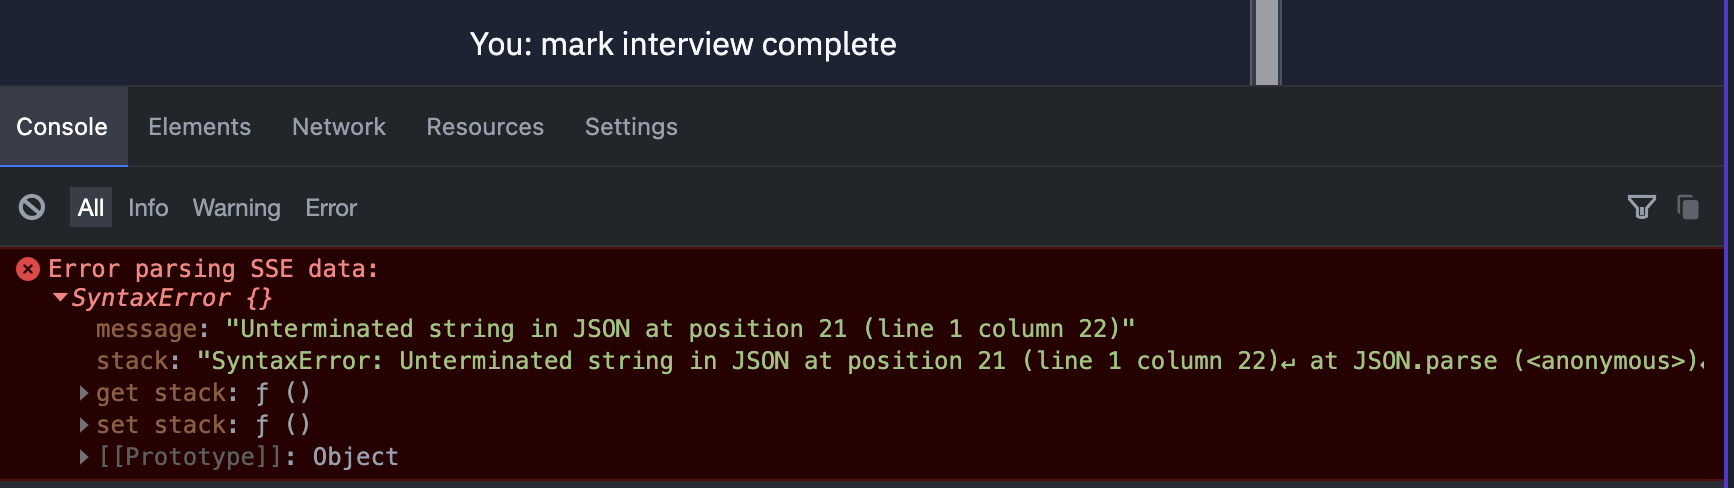 You: mark interview complete
Console Elements Network Resources Settings
All Info Warning Error
Error parsing SSE data:
SyntaxError {}
message: "Unterminated string in JSON at position 21 (line 1 column 22)"
stack: "SyntaxError: Unterminated string in JSON at position 21 (line 1 column 22)↵ at JSON.parse (<anonymous>)
get stack: ƒ ()
set stack: ƒ ()
[[Prototype]]: Object